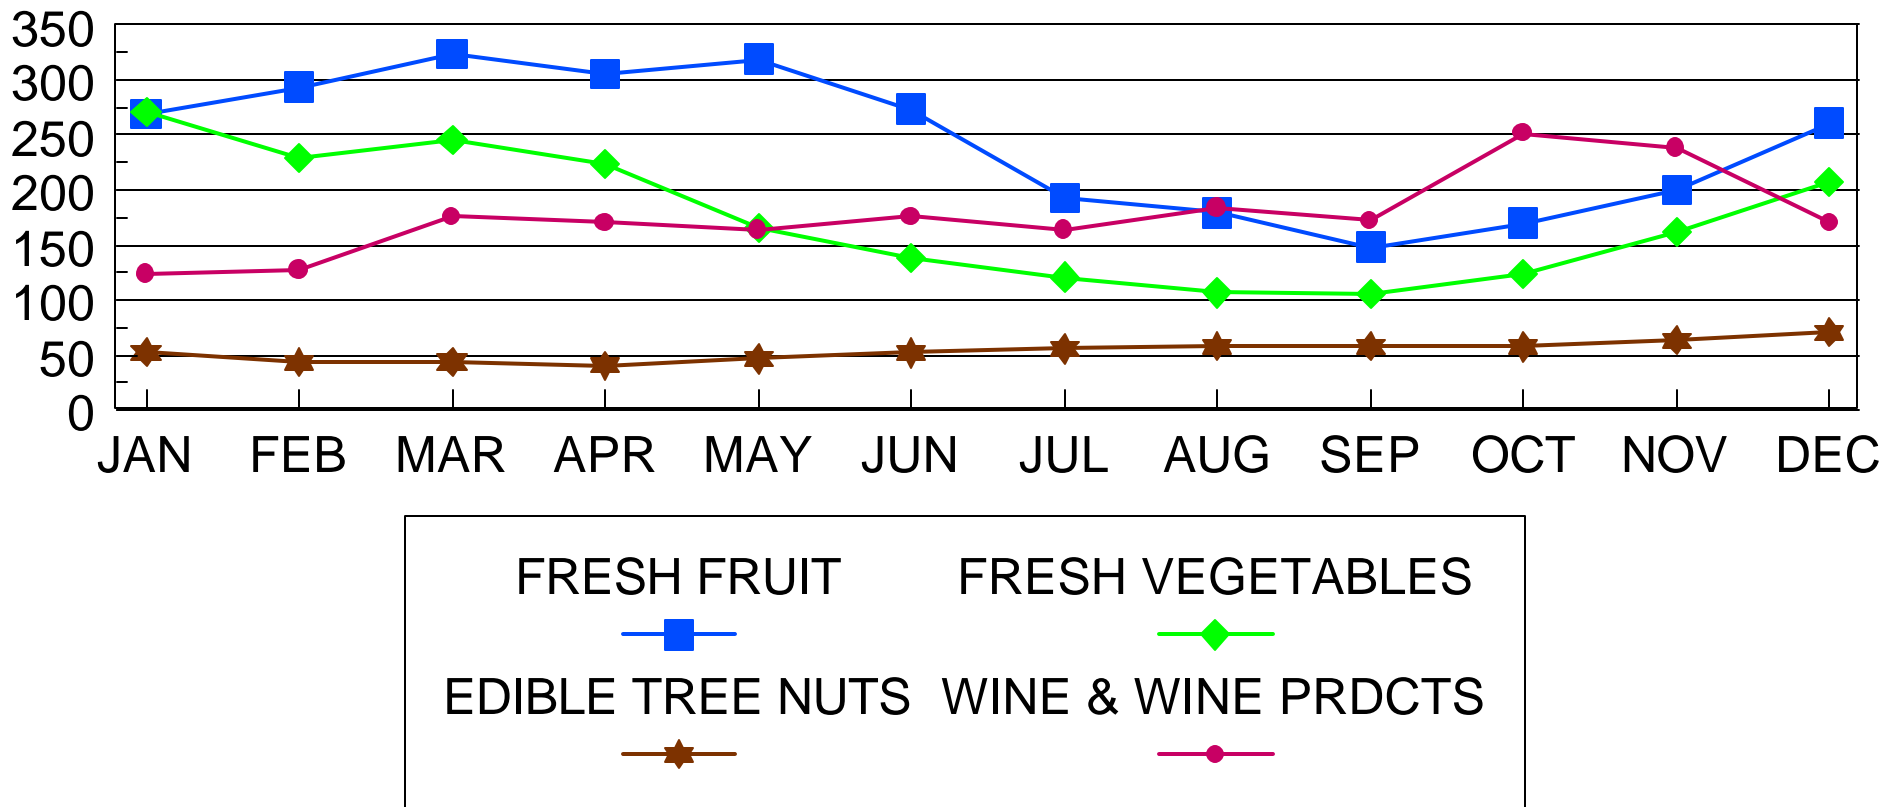 350
300
250
200
150
100
50
0
JAN FEB MAR APR MAY JUN JUL AUG SEP OCT NOV DEC
FRESH FRUIT FRESH VEGETABLES
EDIBLE TREE NUTS WINE & WINE PRDCTS